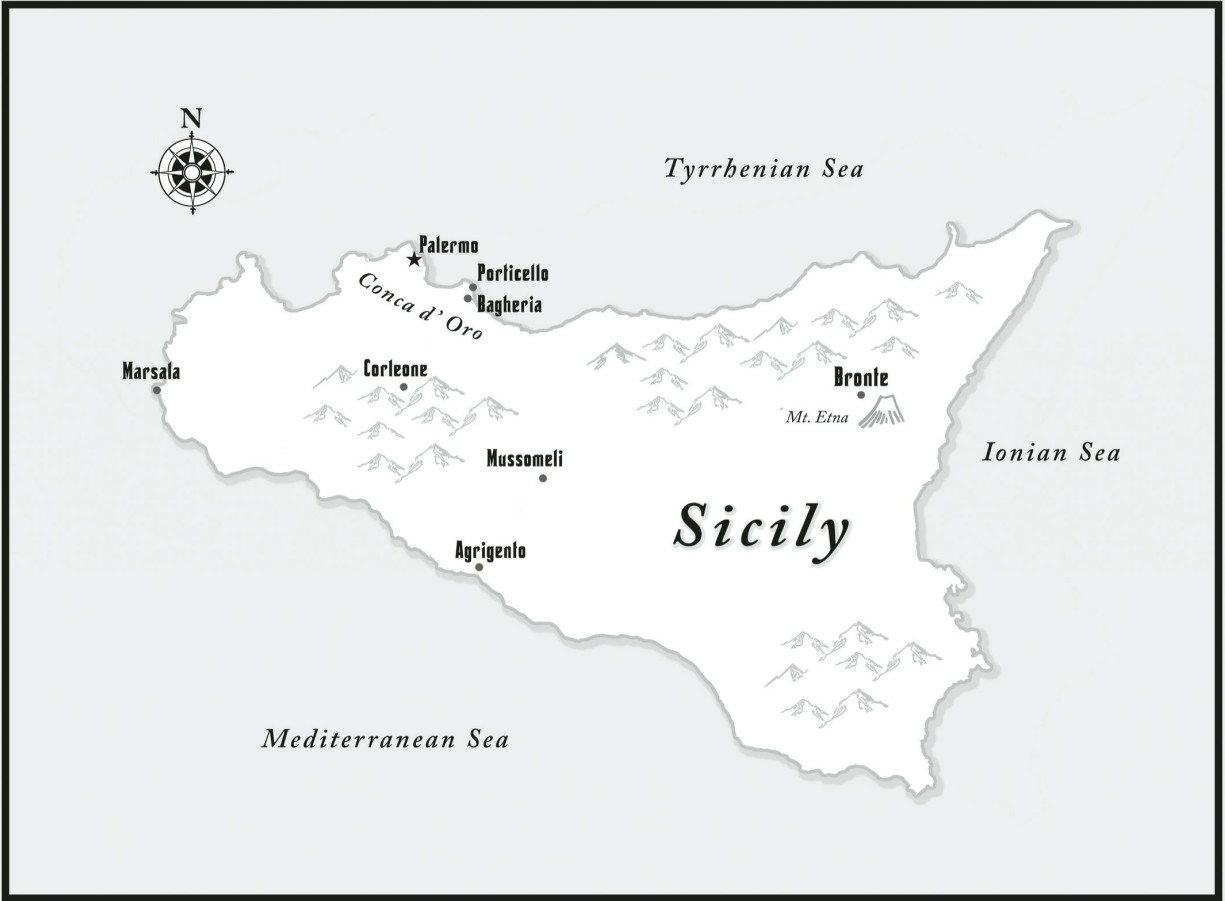 N
Tyrrhenian Sea
Palermo
Porticello
Bagheria
Conca d' Oro
Marsala
Corleone
Bronte
Mt. Etna
Ionian Sea
Mussomeli
Sicily
Agrigento
Mediterranean Sea